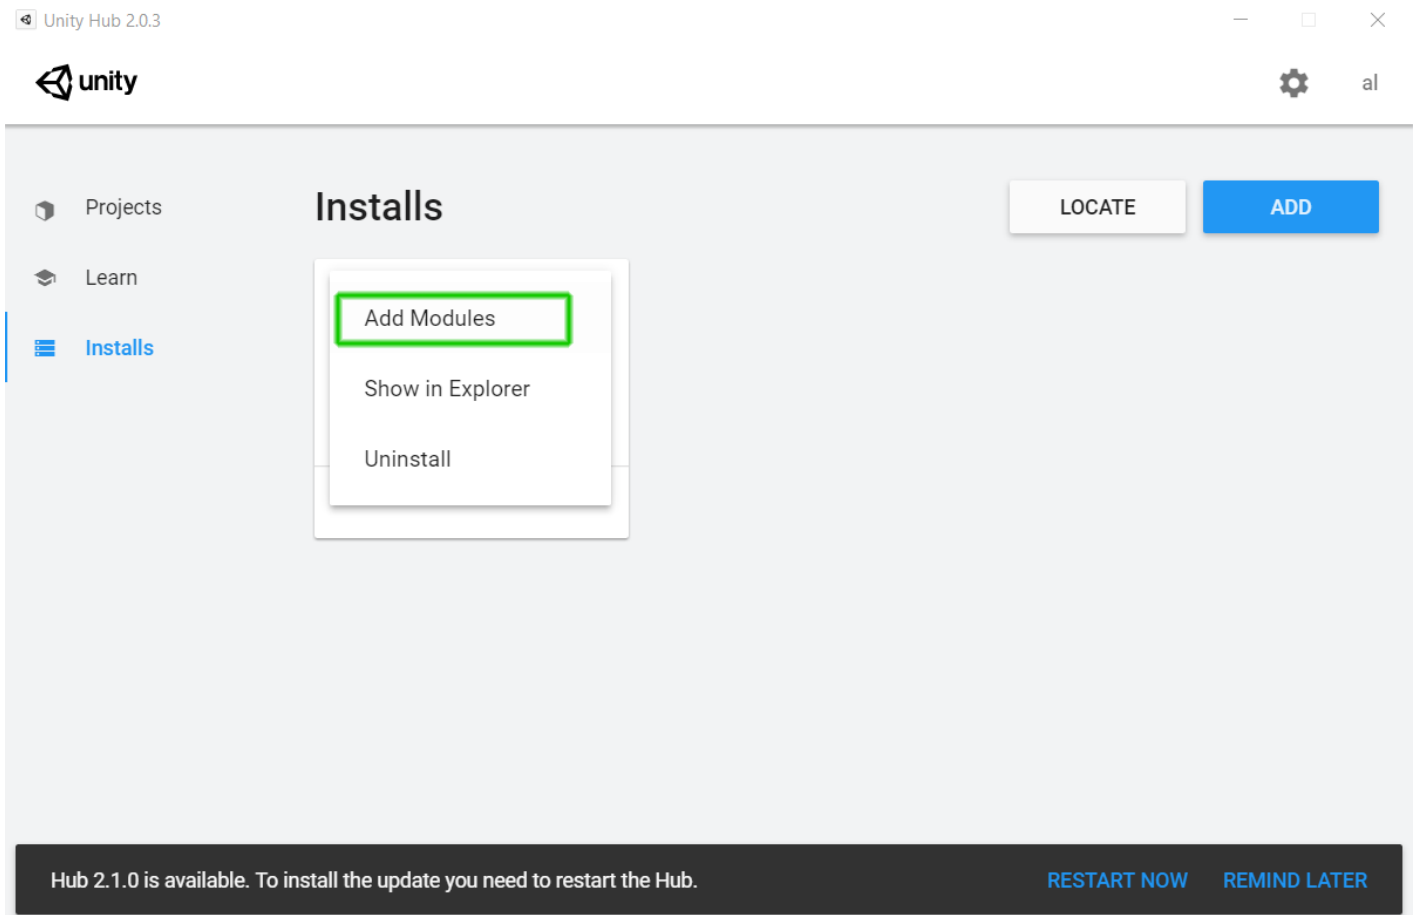 Unity Hub 2.0.3
unity
al
Projects
Learn
Installs
Installs
LOCATE
ADD
Add Modules
Show in Explorer
Uninstall
Hub 2.1.0 is available. To install the update you need to restart the Hub.
RESTART NOW
REMIND LATER